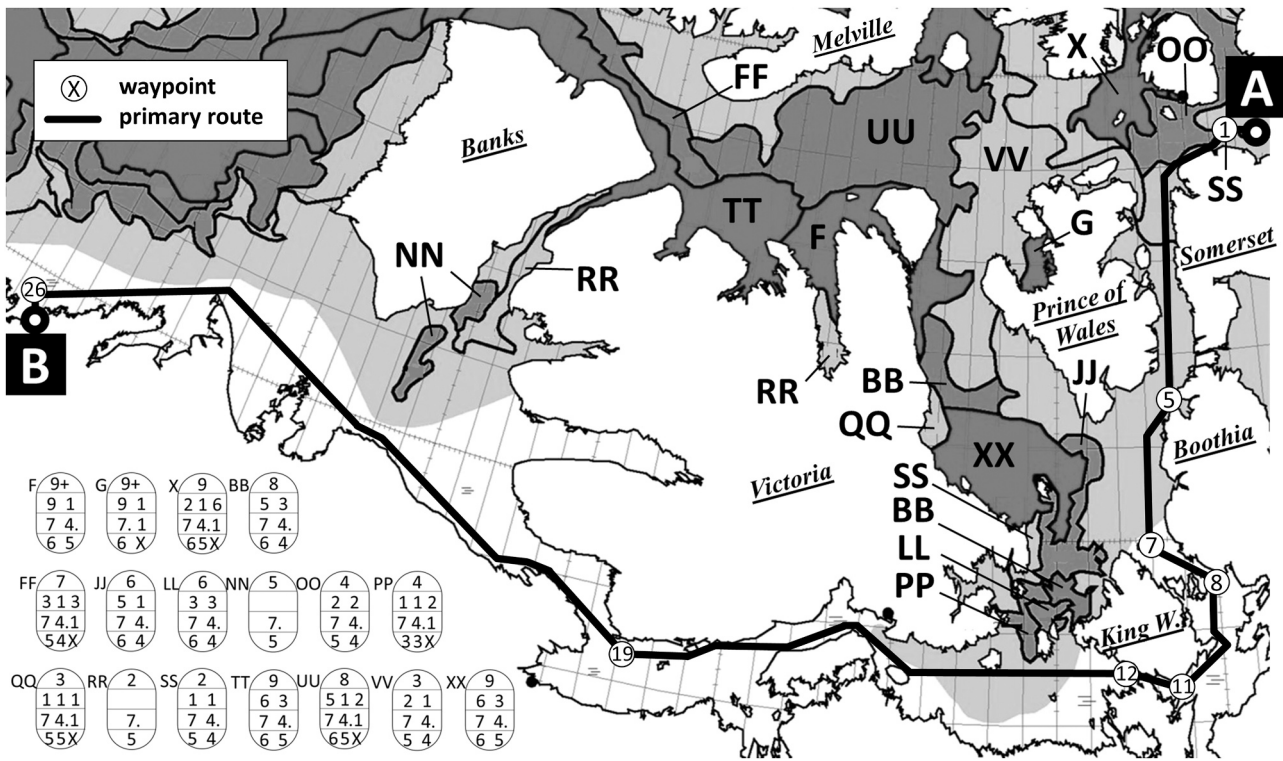 X waypoint
primary route
Melville
X
OO
A
FF
1
Banks
UU
VV
SS
TT
F
G
NN
RR
Somerset
26
Prince of
Wales
B
JJ
RR
BB
5
QQ
Boothia
XX
SS
Victoria
BB
LL
7
PP
8
King W.I
19
12
11
F 9+ G 9+ X 9 BB 8
9 1 9 1 2 1 6 5 3
7 4. 7. 1 7 4.1 7 4.
6 5 6 X 6 5 X 6 4
FF 7 JJ 6 LL 6 NN 5 OO 4 PP 4
3 1 3 5 1 3 3 2 2 1 1 2
7 4.1 7 4. 7 4. 7. 7 4. 7 4.1
5 4 X 6 4 6 4 5 5 4 3 3 X
QQ 3 RR 2 SS 2 TT 9 UU 8 VV 3 XX 9
1 1 1 1 1 6 3 5 1 2 2 1 6 3
7 4.1 7. 7 4. 7 4. 7 4.1 7 4. 7 4.
5 5 X 5 5 4 6 5 6 5 X 5 4 6 5